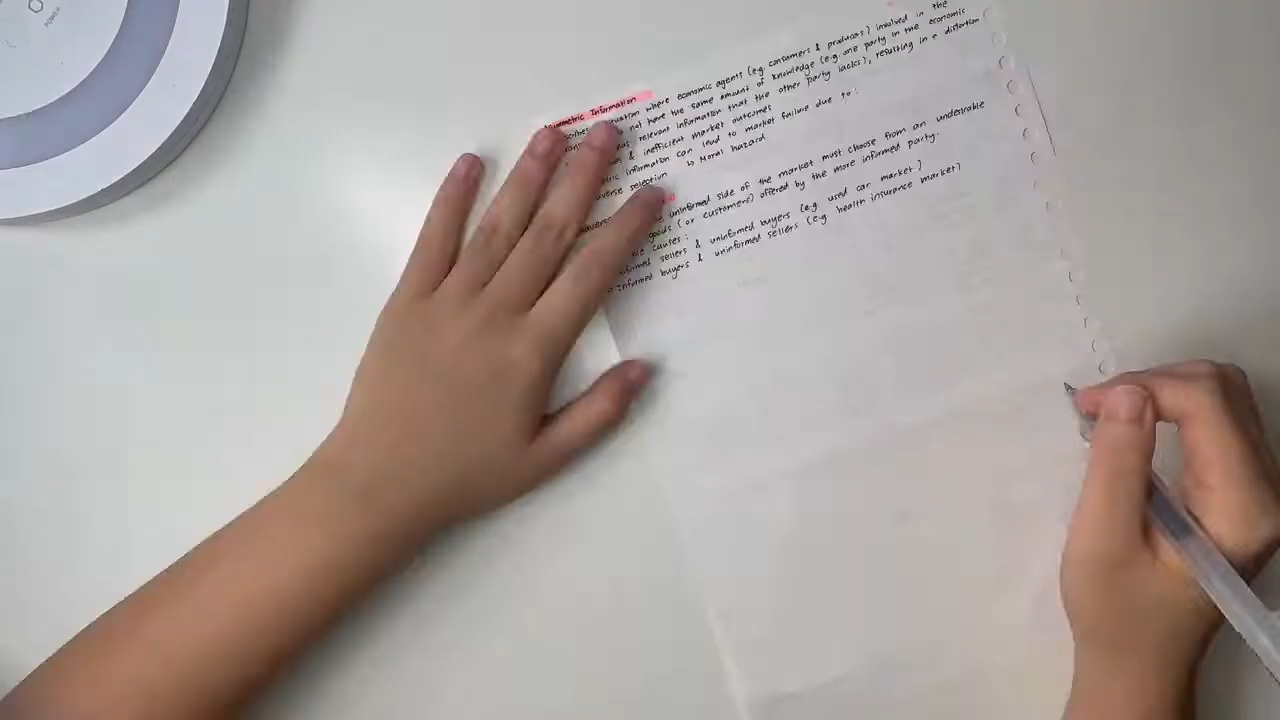 POWER
Asymmetric Information
situation where economic agents (e.g. consumers & producers) involved in the
not have the same amount of knowledge (e.g. one party in the economic
has relevant information that the other party lacks), resulting in a distortion
& inefficient market outcomes
information can lead to market failure due to:
adverse selection ↳ Moral hazard
uninformed side of the market must choose from an undesirable
goods (or customers) offered by the more informed party.
causes:
informed sellers & uninformed buyers (e.g. used car market)
Informed buyers & uninformed sellers (e.g health insurance market)